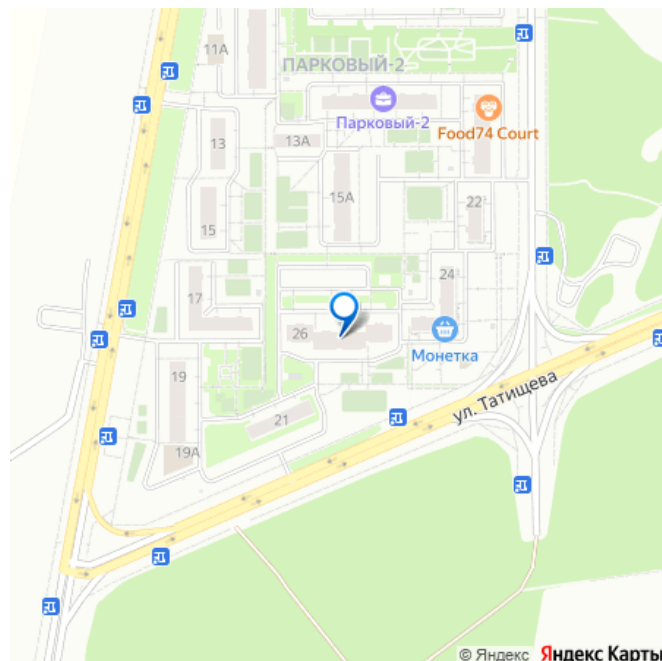 11А
ПАРКОВЫЙ-2
Парковый-2
Food74 Court
13
13А
15А
22
15
24
17
26
Монетка
ул. Татищева
19
21
19А
© Яндекс Яндекс Карты